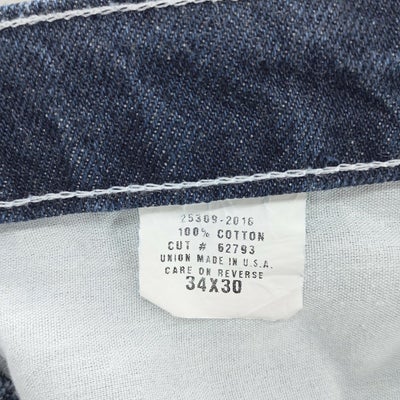 25309-2016
100% COTTON
CUT # 62793
UNION MADE IN U.S.A.
CARE ON REVERSE
34X30